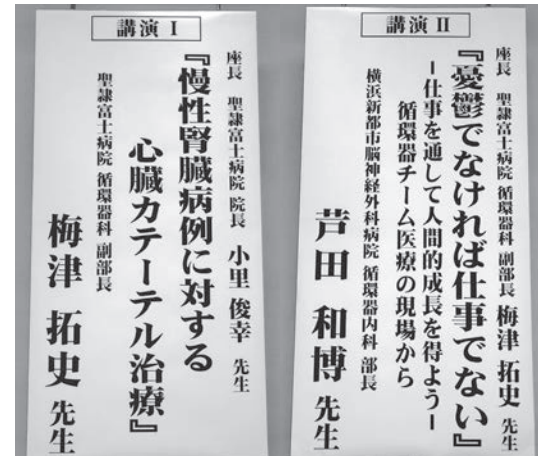 講演 I
座長 聖隷富士病院 院長 小里 俊幸 先生
『慢性腎臓病例に対する
心臓カテーテル治療』
聖隷富士病院 循環器科 副部長
梅津 拓史 先生
講演 II
座長 聖隷富士病院 循環器科 副部長 梅津 拓史 先生
『憂鬱でなければ仕事でない』
ー仕事を通して人間的成長を得ようー
循環器チーム医療の現場から
横浜新都市脳神経外科病院 循環器内科 部長
芦田 和博 先生